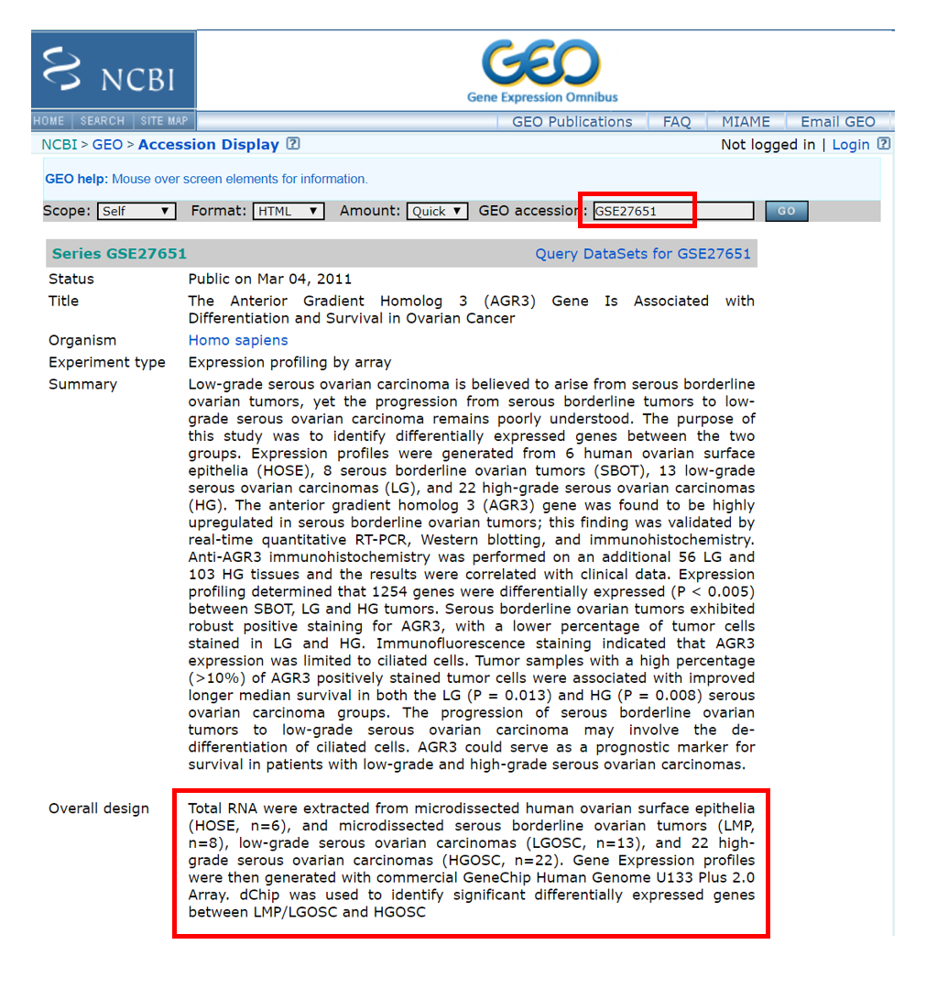 NCBI
GEO
Gene Expression Omnibus
HOME SEARCH SITE MAP
GEO Publications FAQ MIAME Email GEO
NCBI > GEO > Accession Display ?
Not logged in | Login ?
GEO help: Mouse over screen elements for information.
Scope: Self ▼ Format: HTML ▼ Amount: Quick ▼ GEO accession: GSE27651 GO
Series GSE27651 Query DataSets for GSE27651
Status Public on Mar 04, 2011
Title The Anterior Gradient Homolog 3 (AGR3) Gene Is Associated with
Differentiation and Survival in Ovarian Cancer
Organism Homo sapiens
Experiment type Expression profiling by array
Summary Low-grade serous ovarian carcinoma is believed to arise from serous borderline
ovarian tumors, yet the progression from serous borderline tumors to low-
grade serous ovarian carcinoma remains poorly understood. The purpose of
this study was to identify differentially expressed genes between the two
groups. Expression profiles were generated from 6 human ovarian surface
epithelia (HOSE), 8 serous borderline ovarian tumors (SBOT), 13 low-grade
serous ovarian carcinomas (LG), and 22 high-grade serous ovarian carcinomas
(HG). The anterior gradient homolog 3 (AGR3) gene was found to be highly
upregulated in serous borderline ovarian tumors; this finding was validated by
real-time quantitative RT-PCR, Western blotting, and immunohistochemistry.
Anti-AGR3 immunohistochemistry was performed on an additional 56 LG and
103 HG tissues and the results were correlated with clinical data. Expression
profiling determined that 1254 genes were differentially expressed (P < 0.005)
between SBOT, LG and HG tumors. Serous borderline ovarian tumors exhibited
robust positive staining for AGR3, with a lower percentage of tumor cells
stained in LG and HG. Immunofluorescence staining indicated that AGR3
expression was limited to ciliated cells. Tumor samples with a high percentage
(>10%) of AGR3 positively stained tumor cells were associated with improved
longer median survival in both the LG (P = 0.013) and HG (P = 0.008) serous
ovarian carcinoma groups. The progression of serous borderline ovarian
tumors to low-grade serous ovarian carcinoma may involve the de-
differentiation of ciliated cells. AGR3 could serve as a prognostic marker for
survival in patients with low-grade and high-grade serous ovarian carcinomas.
Overall design Total RNA were extracted from microdissected human ovarian surface epithelia
(HOSE, n=6), and microdissected serous borderline ovarian tumors (LMP,
n=8), low-grade serous ovarian carcinomas (LGOSC, n=13), and 22 high-
grade serous ovarian carcinomas (HGOSC, n=22). Gene Expression profiles
were then generated with commercial GeneChip Human Genome U133 Plus 2.0
Array. dChip was used to identify significant differentially expressed genes
between LMP/LGOSC and HGOSC